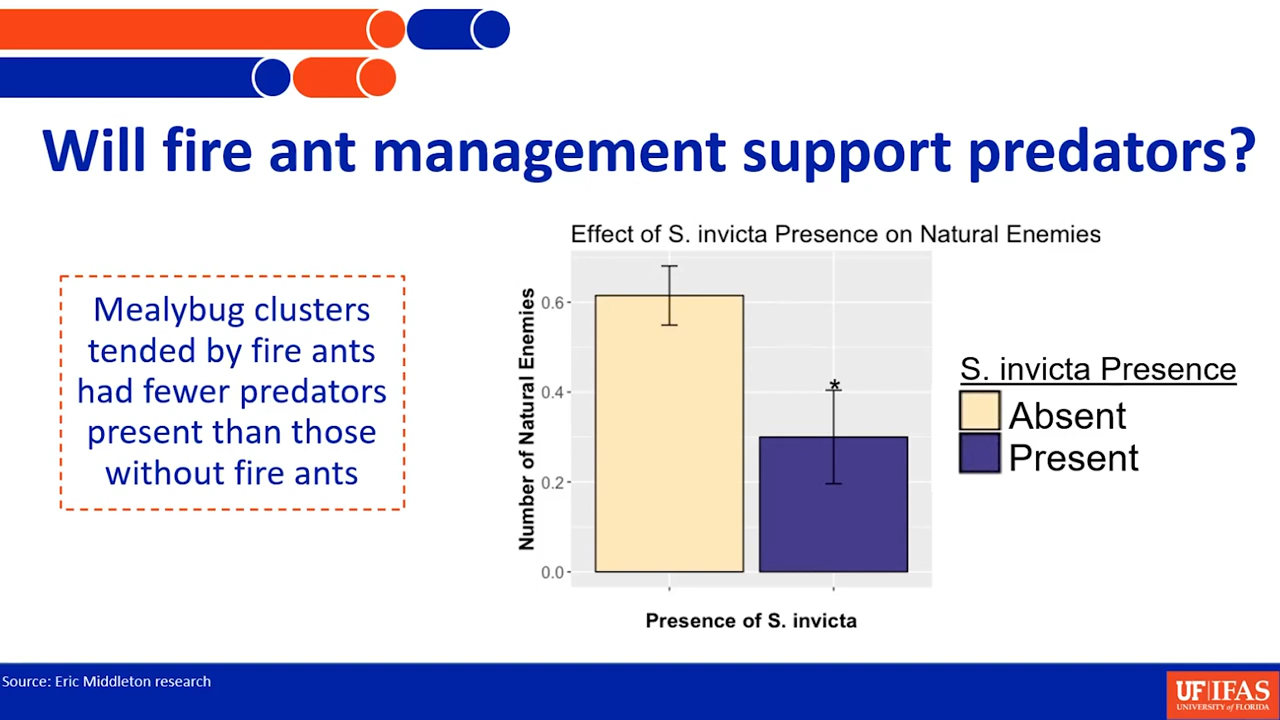 Will fire ant management support predators?
Mealybug clusters
tended by fire ants
had fewer predators
present than those
without fire ants
Effect of S. invicta Presence on Natural Enemies
Number of Natural Enemies
0.6
0.4
0.2
0.0
*
Presence of S. invicta
S. invicta Presence
Absent
Present
Source: Eric Middleton research
UF|IFAS
UNIVERSITY of FLORIDA